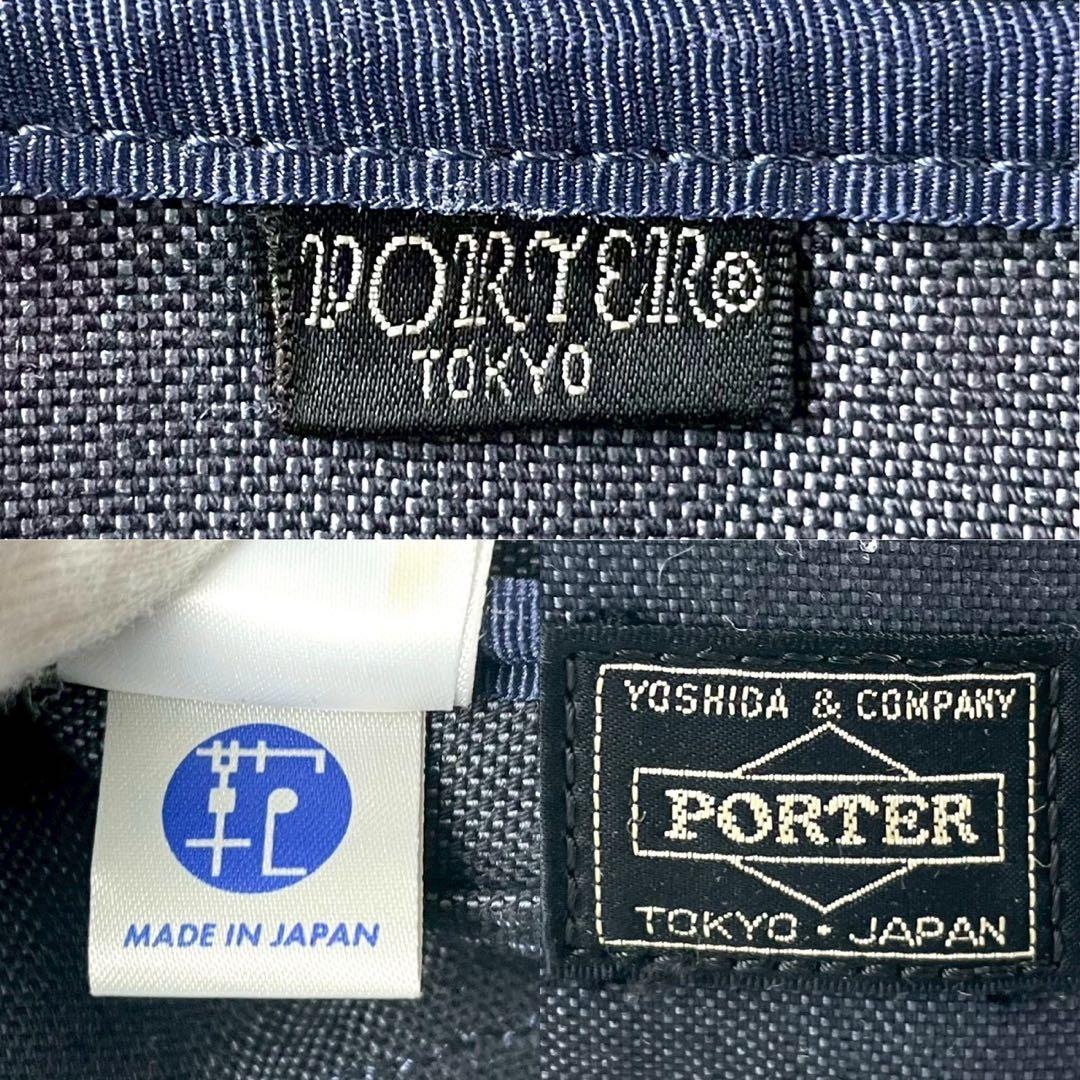 PORTER®
TOKYO
MADE IN JAPAN
YOSHIDA & COMPANY
PORTER
TOKYO・JAPAN